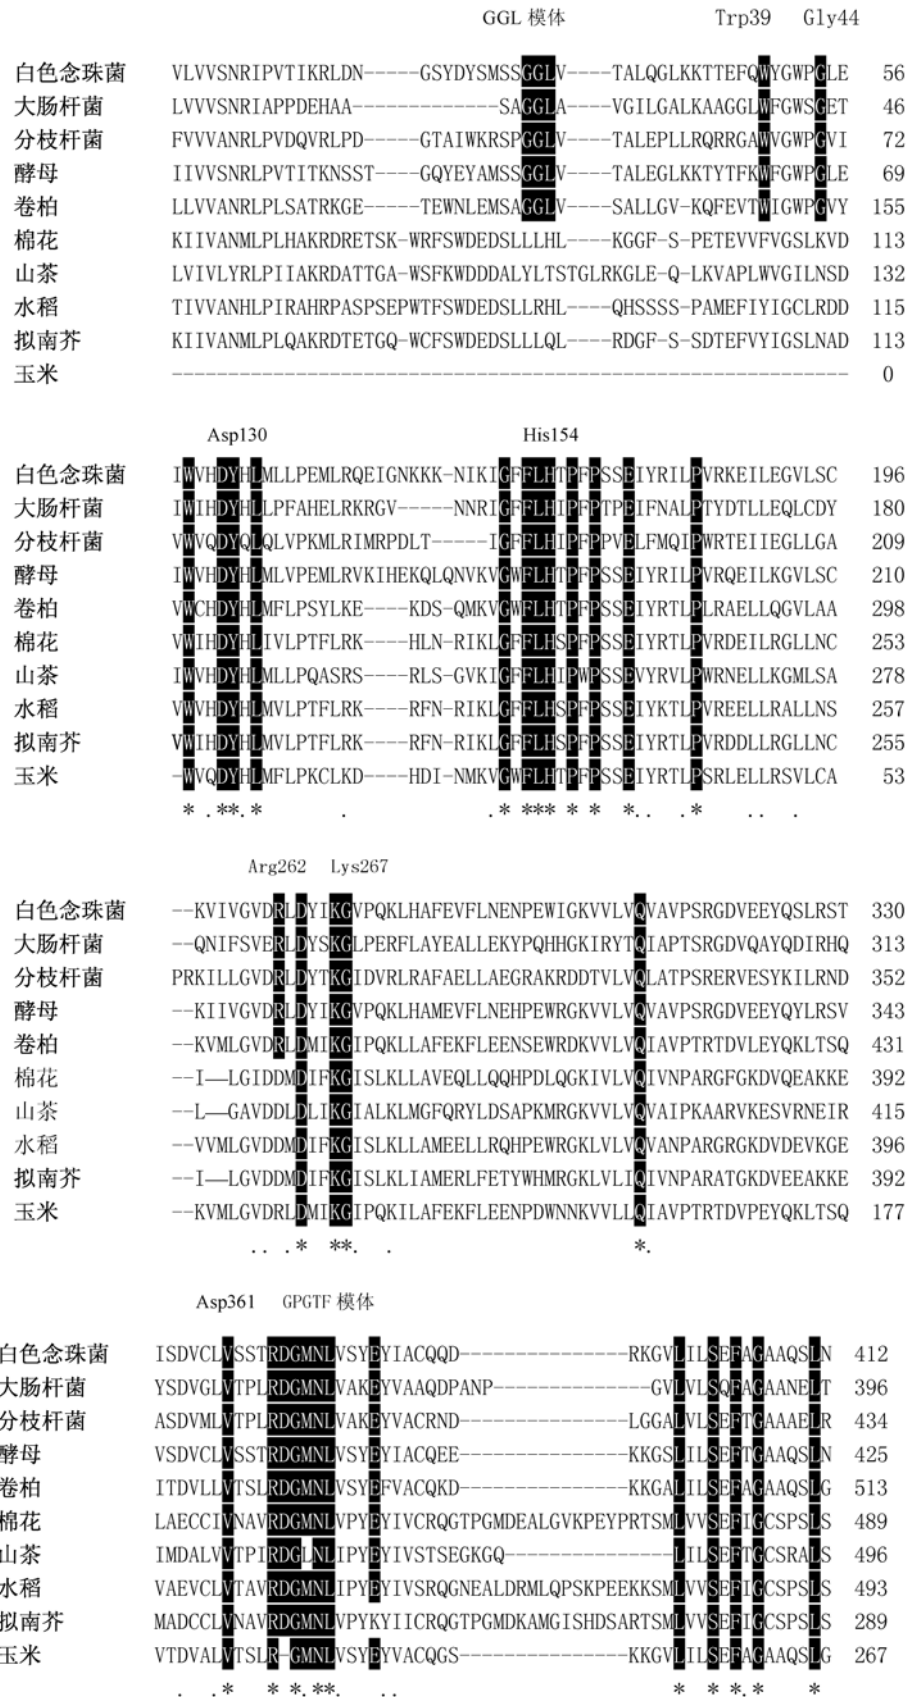 GGL 模体 Trp39 Gly44
白色念珠菌 VLVVSNRIPVTIKRLDN-----GSYDYSMSSGGLV----TALQGLKKTTEFQWYGWPGLE 56
大肠杆菌 LVVVSNRIAPPDEHAA-------------SAGGLA----VGILGALKAAGGLWFGWSGET 46
分枝杆菌 FVVVANRLPVDQVRLPD-----GTAIWKRSPGGLV----TALEPLLRQRRGAWVGWPGVI 72
酵母 IIVVSNRLPVTITKNSST----GQYEYAMSSGGLV----TALEGLKKTYTFKWFGWPGLE 69
卷柏 LLVVANRLPLSATRKGE-----TEWNLEMSAGGLV----SALLGV-KQFEVTWIGWPGVY 155
棉花 KIIVANMLPLHAKRDRETSK-WRFSWDEDSLLLHL----KGGF-S-PETEVVFVGSLKVD 113
山茶 LVIVLYRLPIIAKRDATTGA-WSFKWDDDALYLTSTGLRKGLE-Q-LKVAPLWVGILNSD 132
水稻 TIVVANHLPIRAHRPASPSEPWTFSWDEDSLLRHL----QHSSSS-PAMEFIYIGCLRDD 115
拟南芥 KIIVANMLPLQAKRDTETGQ-WCFSWDEDSLLLQL----RDGF-S-SDTEFVYIGSLNAD 113
玉米 ------------------------------------------------------------ 0
Asp130 His154
白色念珠菌 IWVHDYHLMLLPEMLRQEIGNKKK-NIKIGFFLHTPFPSSEIYRILPVRKEILEGVLSC 196
大肠杆菌 IWIHDYHLLPFAHELRKRGV-----NNRIGFFLHIPFPTPEIFNALPTYDTLLEQLCDY 180
分枝杆菌 VWVQDYQLQLVPKMLRIMRPDLT-----IGFFLHIPFPPVELFMQIPWRTEIIEGLLGA 209
酵母 IWVHDYHLMLVPEMLRVKIHEKQLQNVKVGWFLHTPFPSSEIYRILPVRQEILKGVLSC 210
卷柏 VWCHDYHLMFLPSYLKE----KDS-QMKVGWFLHTPFPSSEIYRTLPLRAELLQGVLAA 298
棉花 VWIHDYHLIVLPTFLRK----HLN-RIKLGFFLHSPFPSSEIYRTLPVRDEILRGLLNC 253
山茶 IWVHDYHLMLLPQASRS----RLS-GVKIGFFLHIPWPSSEVYRVLPWRNELLKGMLSA 278
水稻 VWVHDYHLMVLPTFLRK----RFN-RIKLGFFLHSPFPSSEIYKTLPVREELLRALLNS 257
拟南芥 VWIHDYHLMVLPTFLRK----RFN-RIKLGFFLHSPFPSSEIYRTLPVRDDLLRGLLNC 255
玉米 -WVQDYHLMFLPKCLKD----HDI-NMKVGWFLHTPFPSSEIYRTLPSRLELLRSVLCA 53
* .**.* . .* *** * * *.. .* .. .
Arg262 Lys267
白色念珠菌 --KVIVGVDRLDYIKGVPQKLHAFEVFLNENPEWIGKVVLVQVAVPSRGDVEEYQSLRST 330
大肠杆菌 --QNIFSVERLDYSKGLPERFLAYEALLEKYPQHHGKIRYTQIAPTSRGDVQAYQDIRHQ 313
分枝杆菌 PRKILLGVDRLDYTKGIDVRLRAFAELLAEGRAKRDDTVLVQLATPSRERVESYKILRND 352
酵母 --KIIVGVDRLDYIKGVPQKLHAMEVFLNEHPEWRGKVVLVQVAVPSRGDVEEYQYLRSV 343
卷柏 --KVMLGVDRLDMIKGIPQKLLAFEKFLEENSEWRDKVVLVQIAVPTRTDVLEYQKLTSQ 431
棉花 --I—LGIDDMDIFKGISLKLLAVEQLLQQHPDLQGKIVLVQIVNPARGFGKDVQEAKKE 392
山茶 --L—GAVDDLDLIKGIALKLMGFQRYLDSAPKMRGKVVLVQVAIPKAARVKESVRNEIR 415
水稻 --VVMLGVDDMDIFKGISLKLLAMEELLRQHPEWRGKLVLVQVANPARGRGKDVDEVKGE 396
拟南芥 --I—LGVDDMDIFKGISLKLIAMERLFETYWHMRGKLVLIQIVNPARATGKDVEEAKKE 392
玉米 --KVMLGVDRLDMIKGIPQKILAFEKFLEENPDWNNKVVLLQIAVPTRTDVPEYQKLTSQ 177
.. .* **. . *.
Asp361 GPGTF 模体
白色念珠菌 ISDVCLVSSTRDGMNLVSYEYIACQQD---------------RKGVLILSEFAGAAQSLN 412
大肠杆菌 YSDVGLVTPLRDGMNLVAKEYVAAQDPANP--------------GVLVLSQFAGAANELT 396
分枝杆菌 ASDVMLVTPLRDGMNLVAKEYVACRND---------------LGGALVLSEFTGAAAELR 434
酵母 VSDVCLVSSTRDGMNLVSYEYIACQEE---------------KKGSLILSEFTGAAQSLN 425
卷柏 ITDVLLVTSLRDGMNLVSYEFVACQKD---------------KKGALILSEFAGAAQSLG 513
棉花 LAECCIVNAVRDGMNLVPYEYIVCRQGTPGMDEALGVKPEYPRTSMLVVSEFIGCSPSLS 489
山茶 IMDALVVTPIRDGLNLIPYEYIVSTSEGKGQ---------------LILSEFTGCSRALS 496
水稻 VAEVCLVTAVRDGMNLIPYEYIVSRQGNEALDRMLQPSKPEEKKSMLVVSEFIGCSPSLS 493
拟南芥 MADCCLVNAVRDGMNLVPYKYIICRQGTPGMDKAMGISHDSARTSMLVVSEFIGCSPSLS 289
玉米 VTDVALVTSLR-GMNLVSYEYVACQGS---------------KKGVLILSEFAGAAQSLG 267
. .* * *.**. .. * * *.* *